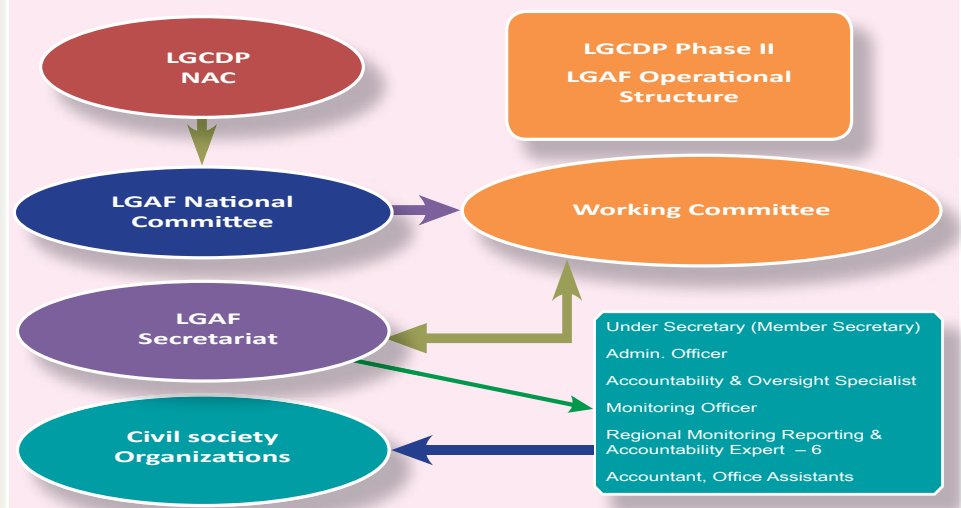 LGCDP
NAC
LGCDP Phase II
LGAF Operational
Structure
LGAF National
Committee
Working Committee
LGAF
Secretariat
Under Secretary (Member Secretary)
Admin. Officer
Accountability & Oversight Specialist
Monitoring Officer
Regional Monitoring Reporting &
Accountability Expert – 6
Accountant, Office Assistants
Civil society
Organizations